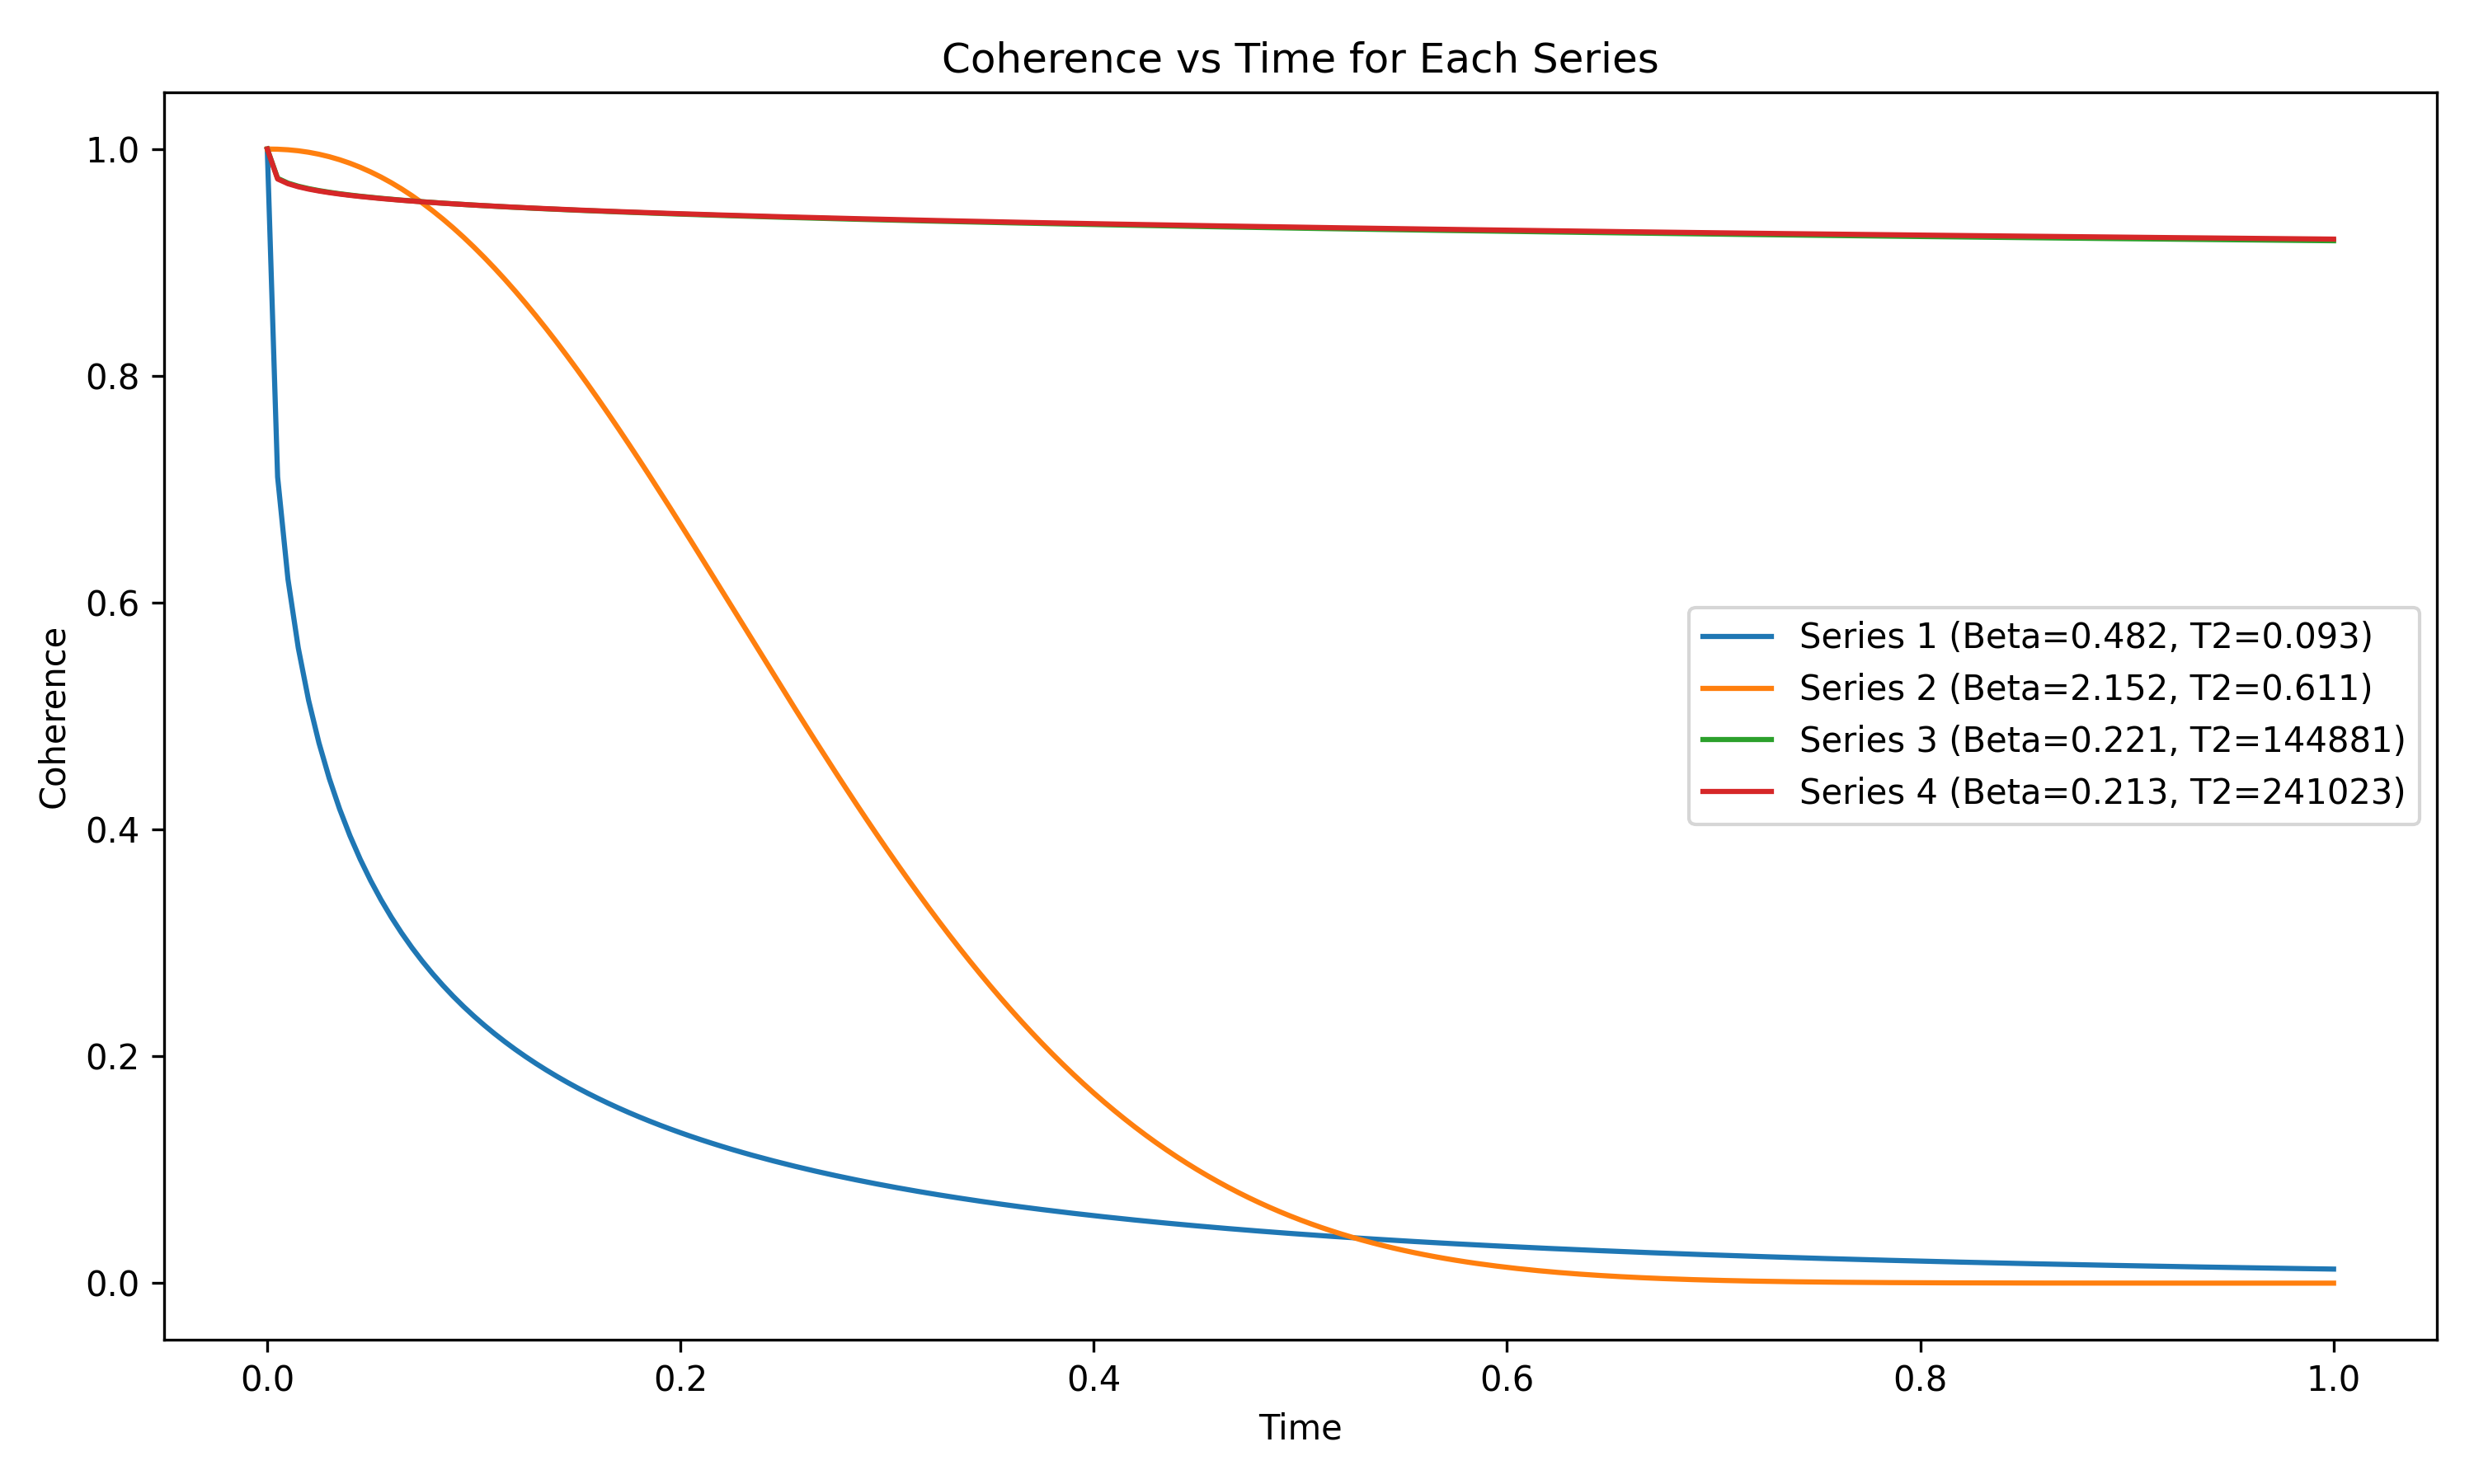 Coherence vs Time for Each Series
Coherence
1.0
0.8
0.6
0.4
0.2
0.0
Series 1 (Beta=0.482, T2=0.093)
Series 2 (Beta=2.152, T2=0.611)
Series 3 (Beta=0.221, T2=144881)
Series 4 (Beta=0.213, T2=241023)
0.0 0.2 0.4 0.6 0.8 1.0
Time